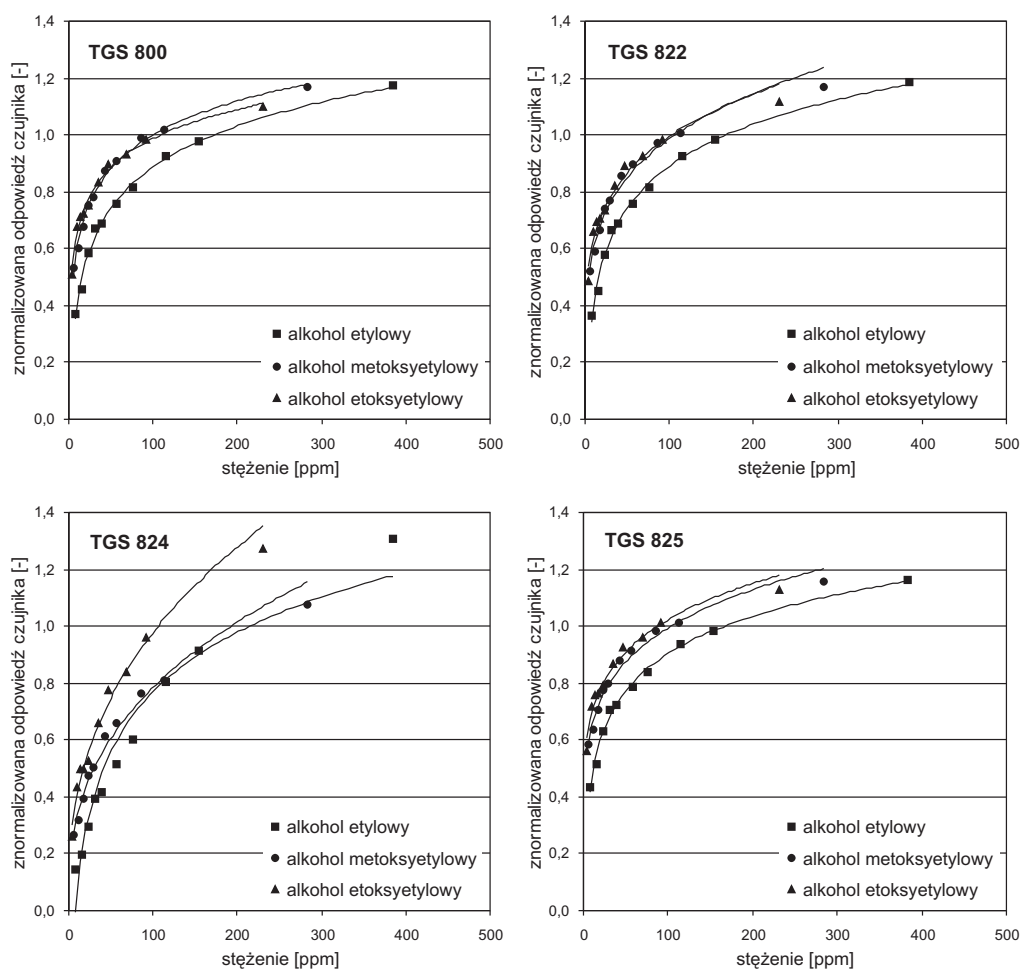 TGS 800
znormalizowana odpowiedź czujnika [-]
1,4
1,2
1,0
0,8
0,6
0,4
0,2
0,0
alkohol etylowy
alkohol metoksyetylowy
alkohol etoksyetylowy
0 100 200 300 400 500
stężenie [ppm]
TGS 822
znormalizowana odpowiedź czujnika [-]
1,4
1,2
1,0
0,8
0,6
0,4
0,2
0,0
alkohol etylowy
alkohol metoksyetylowy
alkohol etoksyetylowy
0 100 200 300 400 500
stężenie [ppm]
TGS 824
znormalizowana odpowiedź czujnika [-]
1,4
1,2
1,0
0,8
0,6
0,4
0,2
0,0
alkohol etylowy
alkohol metoksyetylowy
alkohol etoksyetylowy
0 100 200 300 400 500
stężenie [ppm]
TGS 825
znormalizowana odpowiedź czujnika [-]
1,4
1,2
1,0
0,8
0,6
0,4
0,2
0,0
alkohol etylowy
alkohol metoksyetylowy
alkohol etoksyetylowy
0 100 200 300 400 500
stężenie [ppm]